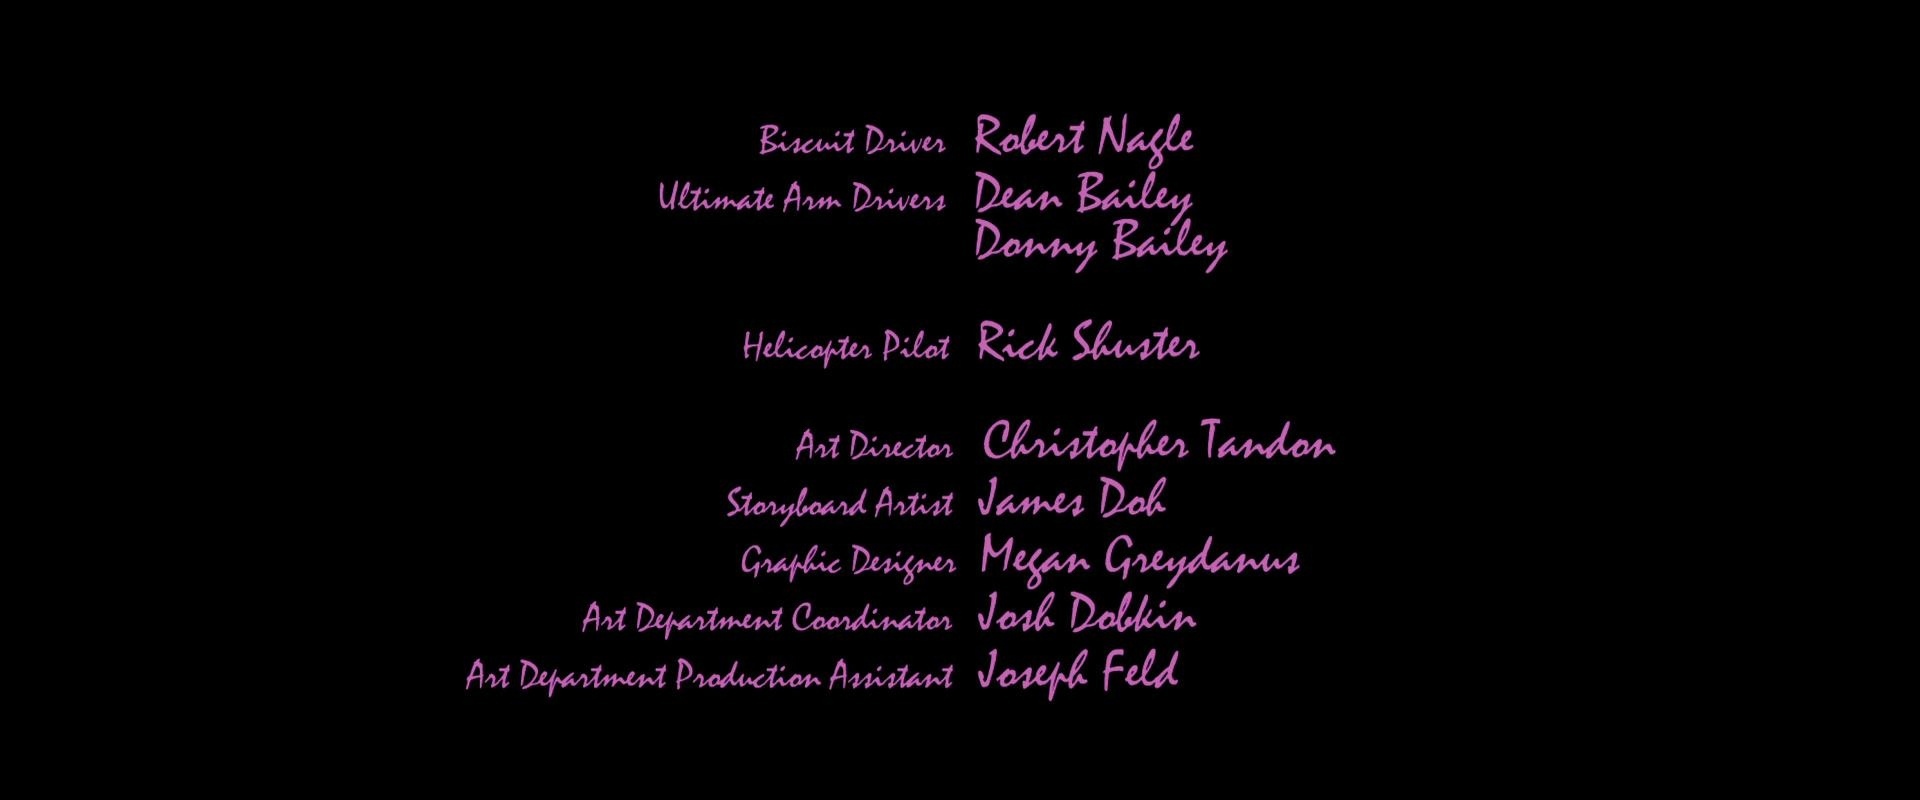 Biscuit Driver Robert Nagle
Ultimate Arm Drivers Dean Bailey
Donny Bailey
Helicopter Pilot Rick Shuster
Art Director Christopher Tandon
Storyboard Artist James Doh
Graphic Designer Megan Greydanus
Art Department Coordinator Josh Dobkin
Art Department Production Assistant Joseph Feld